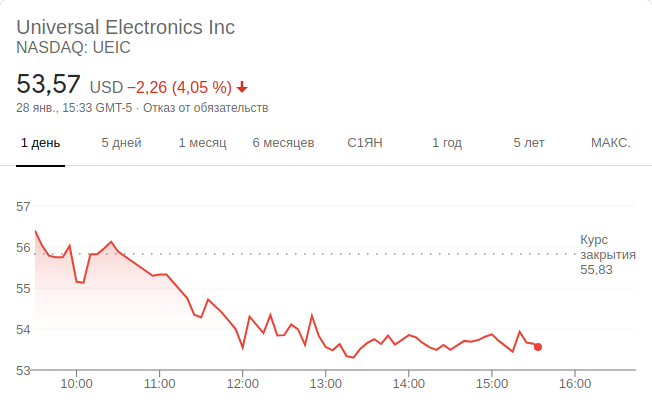 Universal Electronics Inc
NASDAQ: UEIC
53,57 USD −2,26 (4,05 %)
28 янв., 15:33 GMT-5 · Отказ от обязательств
1 день 5 дней 1 месяц 6 месяцев С1ЯН 1 год 5 лет МАКС.
57
56
55
54
53
Курс
закрытия
55,83
10:00 11:00 12:00 13:00 14:00 15:00 16:00